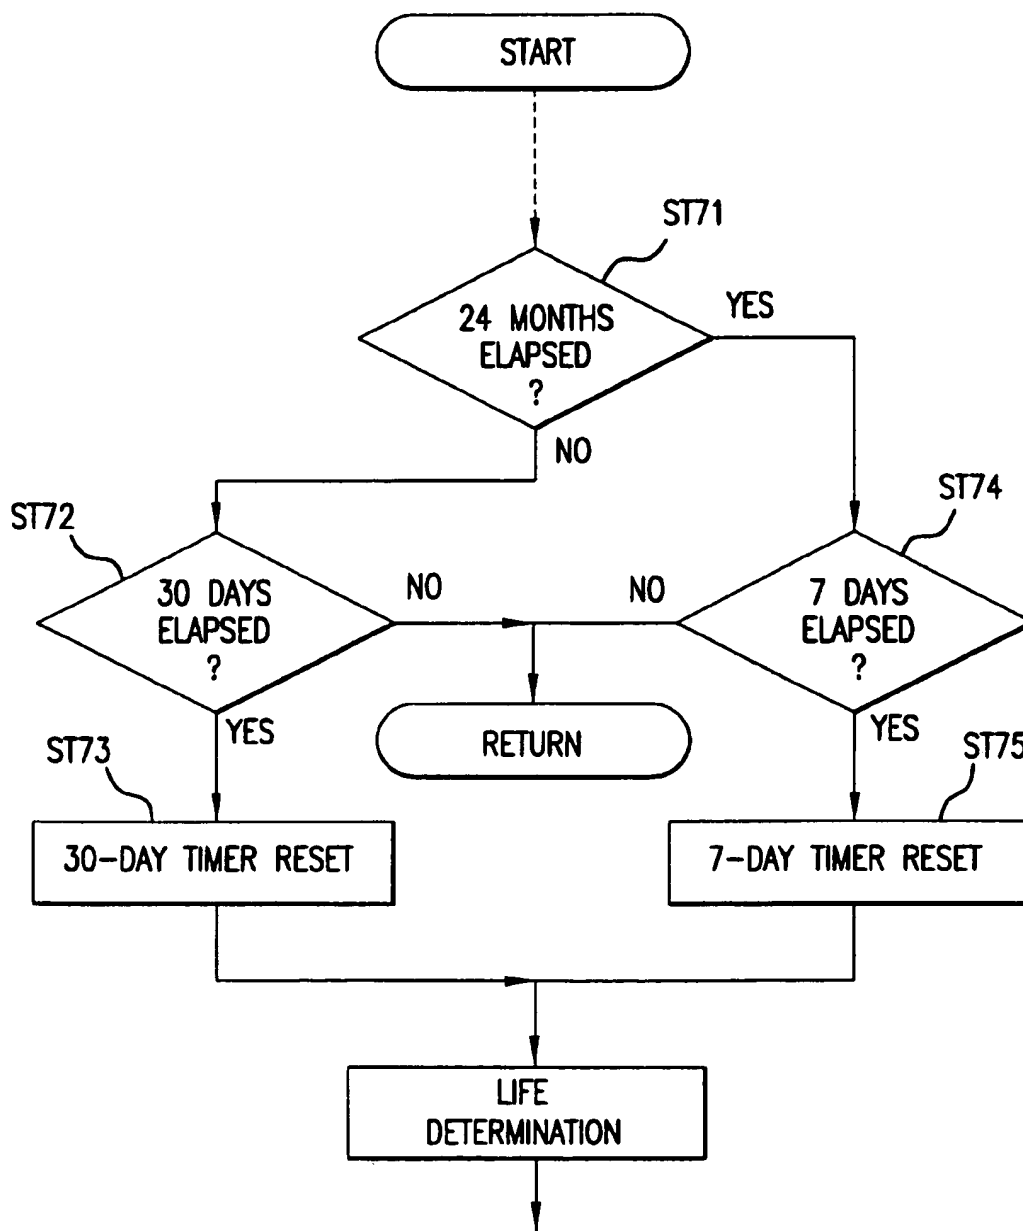 START
ST71
24 MONTHS
ELAPSED
?
YES
NO
ST72
ST74
30 DAYS
ELAPSED
?
NO
NO
7 DAYS
ELAPSED
?
YES
RETURN
YES
ST73
ST75
30-DAY TIMER RESET
7-DAY TIMER RESET
LIFE
DETERMINATION